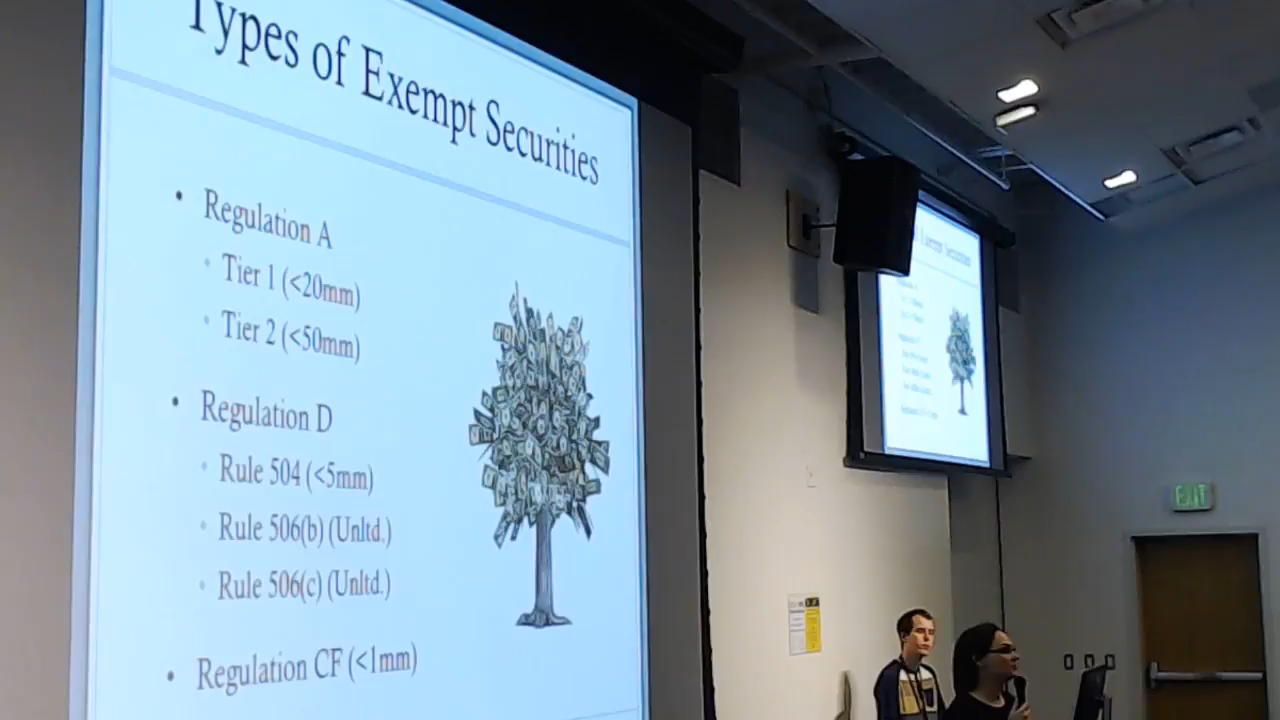 Types of Exempt Securities
• Regulation A
◦ Tier 1 (<20mm)
◦ Tier 2 (<50mm)
• Regulation D
◦ Rule 504 (<5mm)
◦ Rule 506(b) (Unltd.)
◦ Rule 506(c) (Unltd.)
• Regulation CF (<1mm)
EXIT